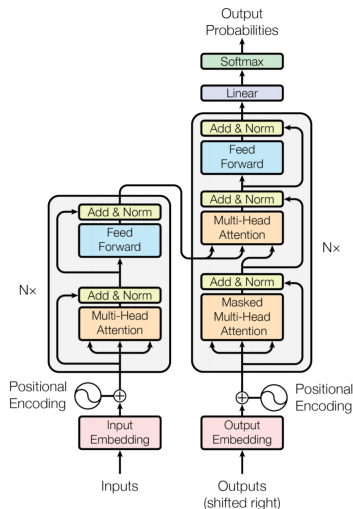 Output
Probabilities
Softmax
Linear
Add & Norm
Feed
Forward
Add & Norm
Multi-Head
Attention
Add & Norm
Masked
Multi-Head
Attention
N×
Positional
Encoding
Output
Embedding
Outputs
(shifted right)
Add & Norm
Feed
Forward
Add & Norm
Multi-Head
Attention
N×
Positional
Encoding
Input
Embedding
Inputs